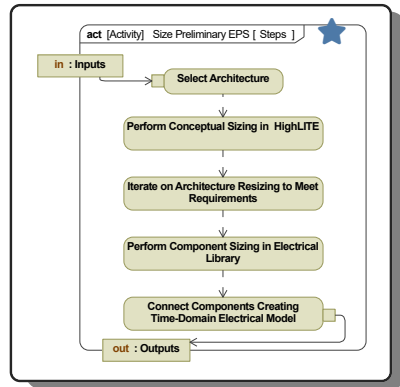 act [Activity] Size Preliminary EPS [ Steps ]
in : Inputs
Select Architecture
Perform Conceptual Sizing in HighLITE
Iterate on Architecture Resizing to Meet
Requirements
Perform Component Sizing in Electrical
Library
Connect Components Creating
Time-Domain Electrical Model
out : Outputs